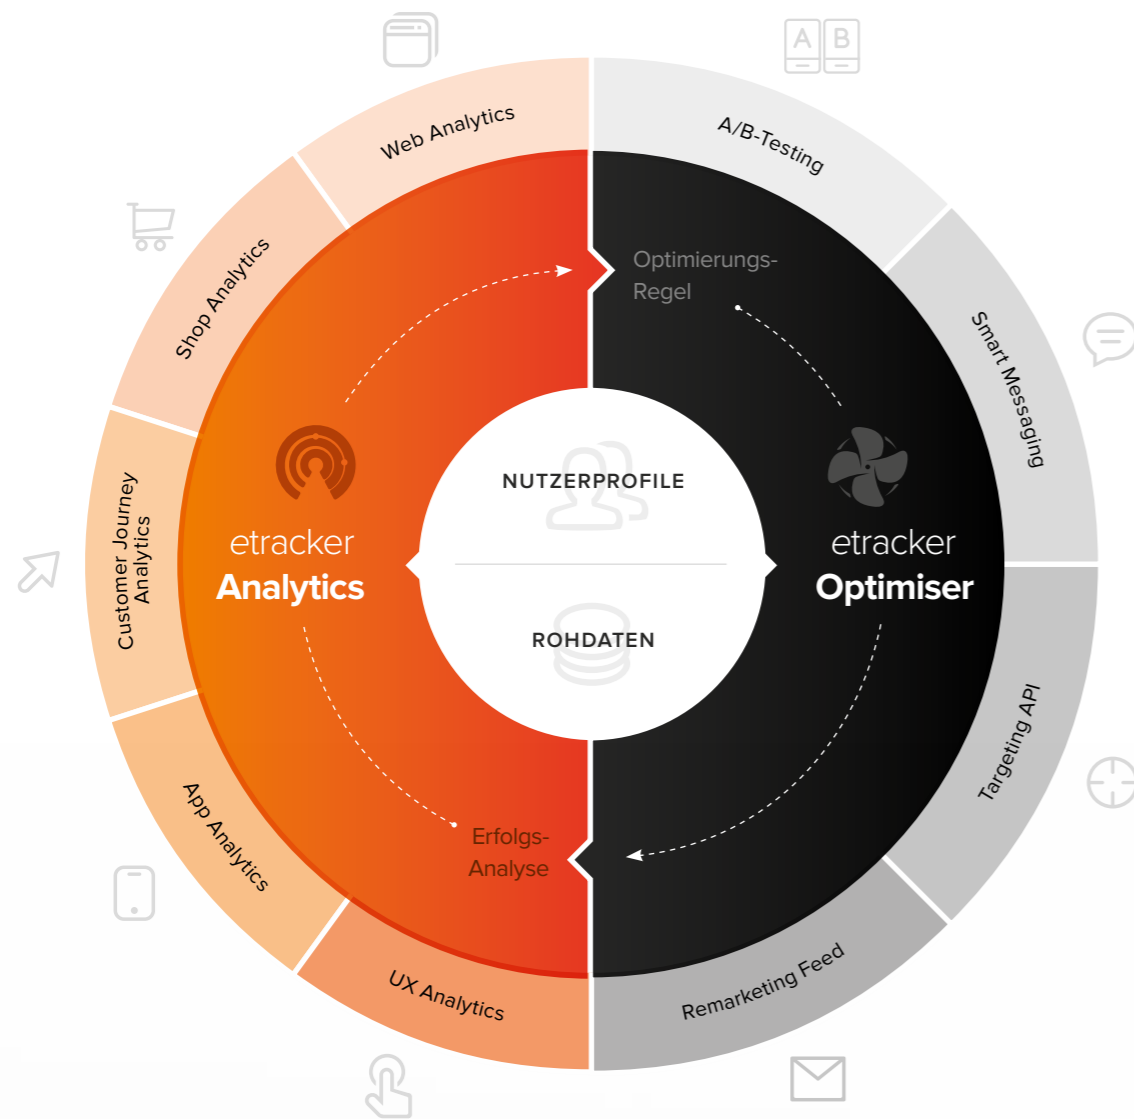 A B
Web Analytics
A/B-Testing
Shop Analytics
Optimierungs-
Regel
Smart Messaging
Customer Journey
Analytics
etracker
Analytics
NUTZERPROFILE
ROHDATEN
etracker
Optimiser
Targeting API
App Analytics
Erfolgs-
Analyse
UX Analytics
Remarketing Feed